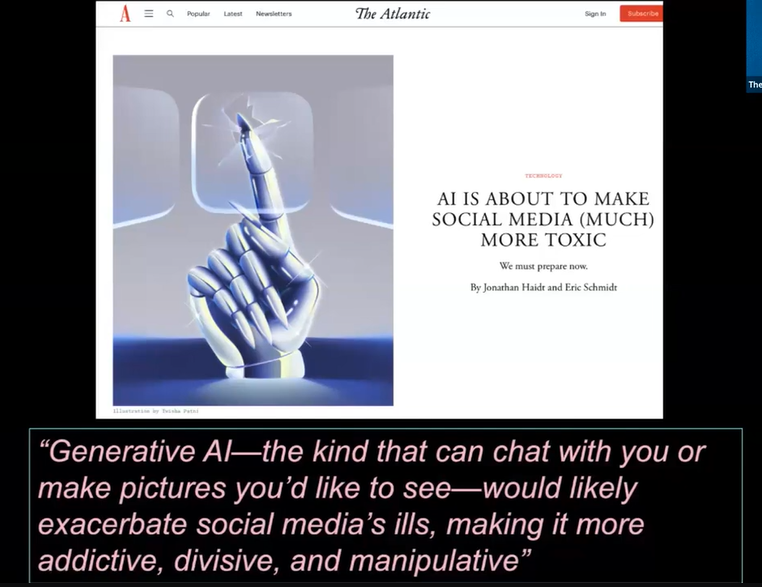 A
Popular
Latest
Newsletters
The Atlantic
Sign In
Subscribe
The
TECHNOLOGY
AI IS ABOUT TO MAKE
SOCIAL MEDIA (MUCH)
MORE TOXIC
We must prepare now.
By Jonathan Haidt and Eric Schmidt
Illustration by
“Generative AI—the kind that can chat with you or
make pictures you’d like to see—would likely
exacerbate social media’s ills, making it more
addictive, divisive, and manipulative”